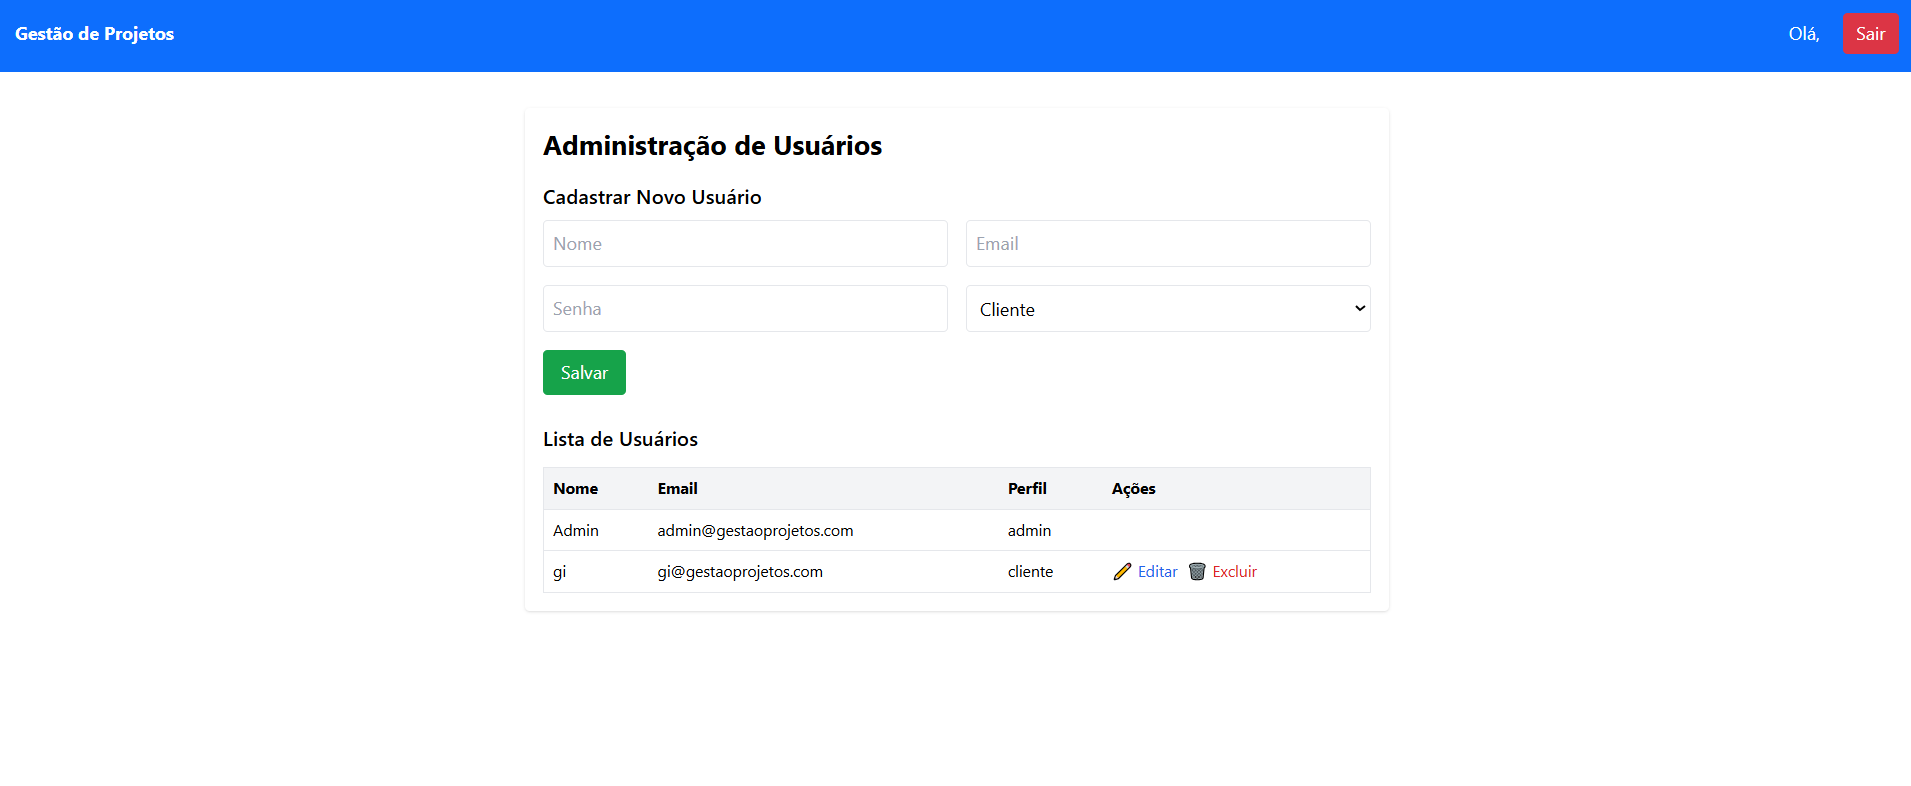 Gestão de Projetos Olá, Sair
Administração de Usuários
Cadastrar Novo Usuário
Nome Email
Senha Cliente
Salvar
Lista de Usuários
Nome Email Perfil Ações
Admin admin@gestaoprojetos.com admin
gi gi@gestaoprojetos.com cliente Editar Excluir